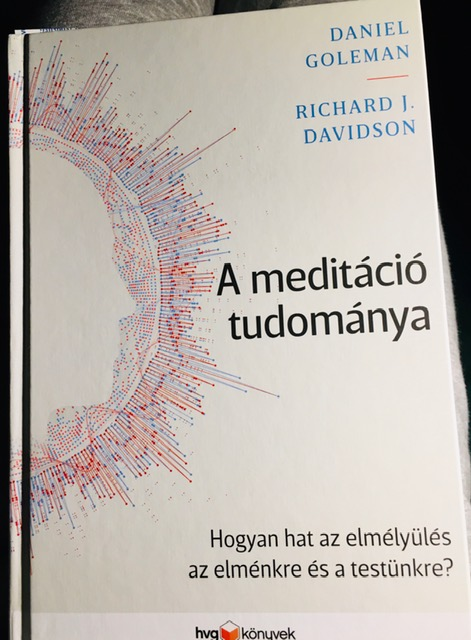 DANIEL
GOLEMAN
RICHARD J.
DAVIDSON
A meditáció
tudománya
Hogyan hat az elmélyülés
az elménkre és a testünkre?
hvg könyvek